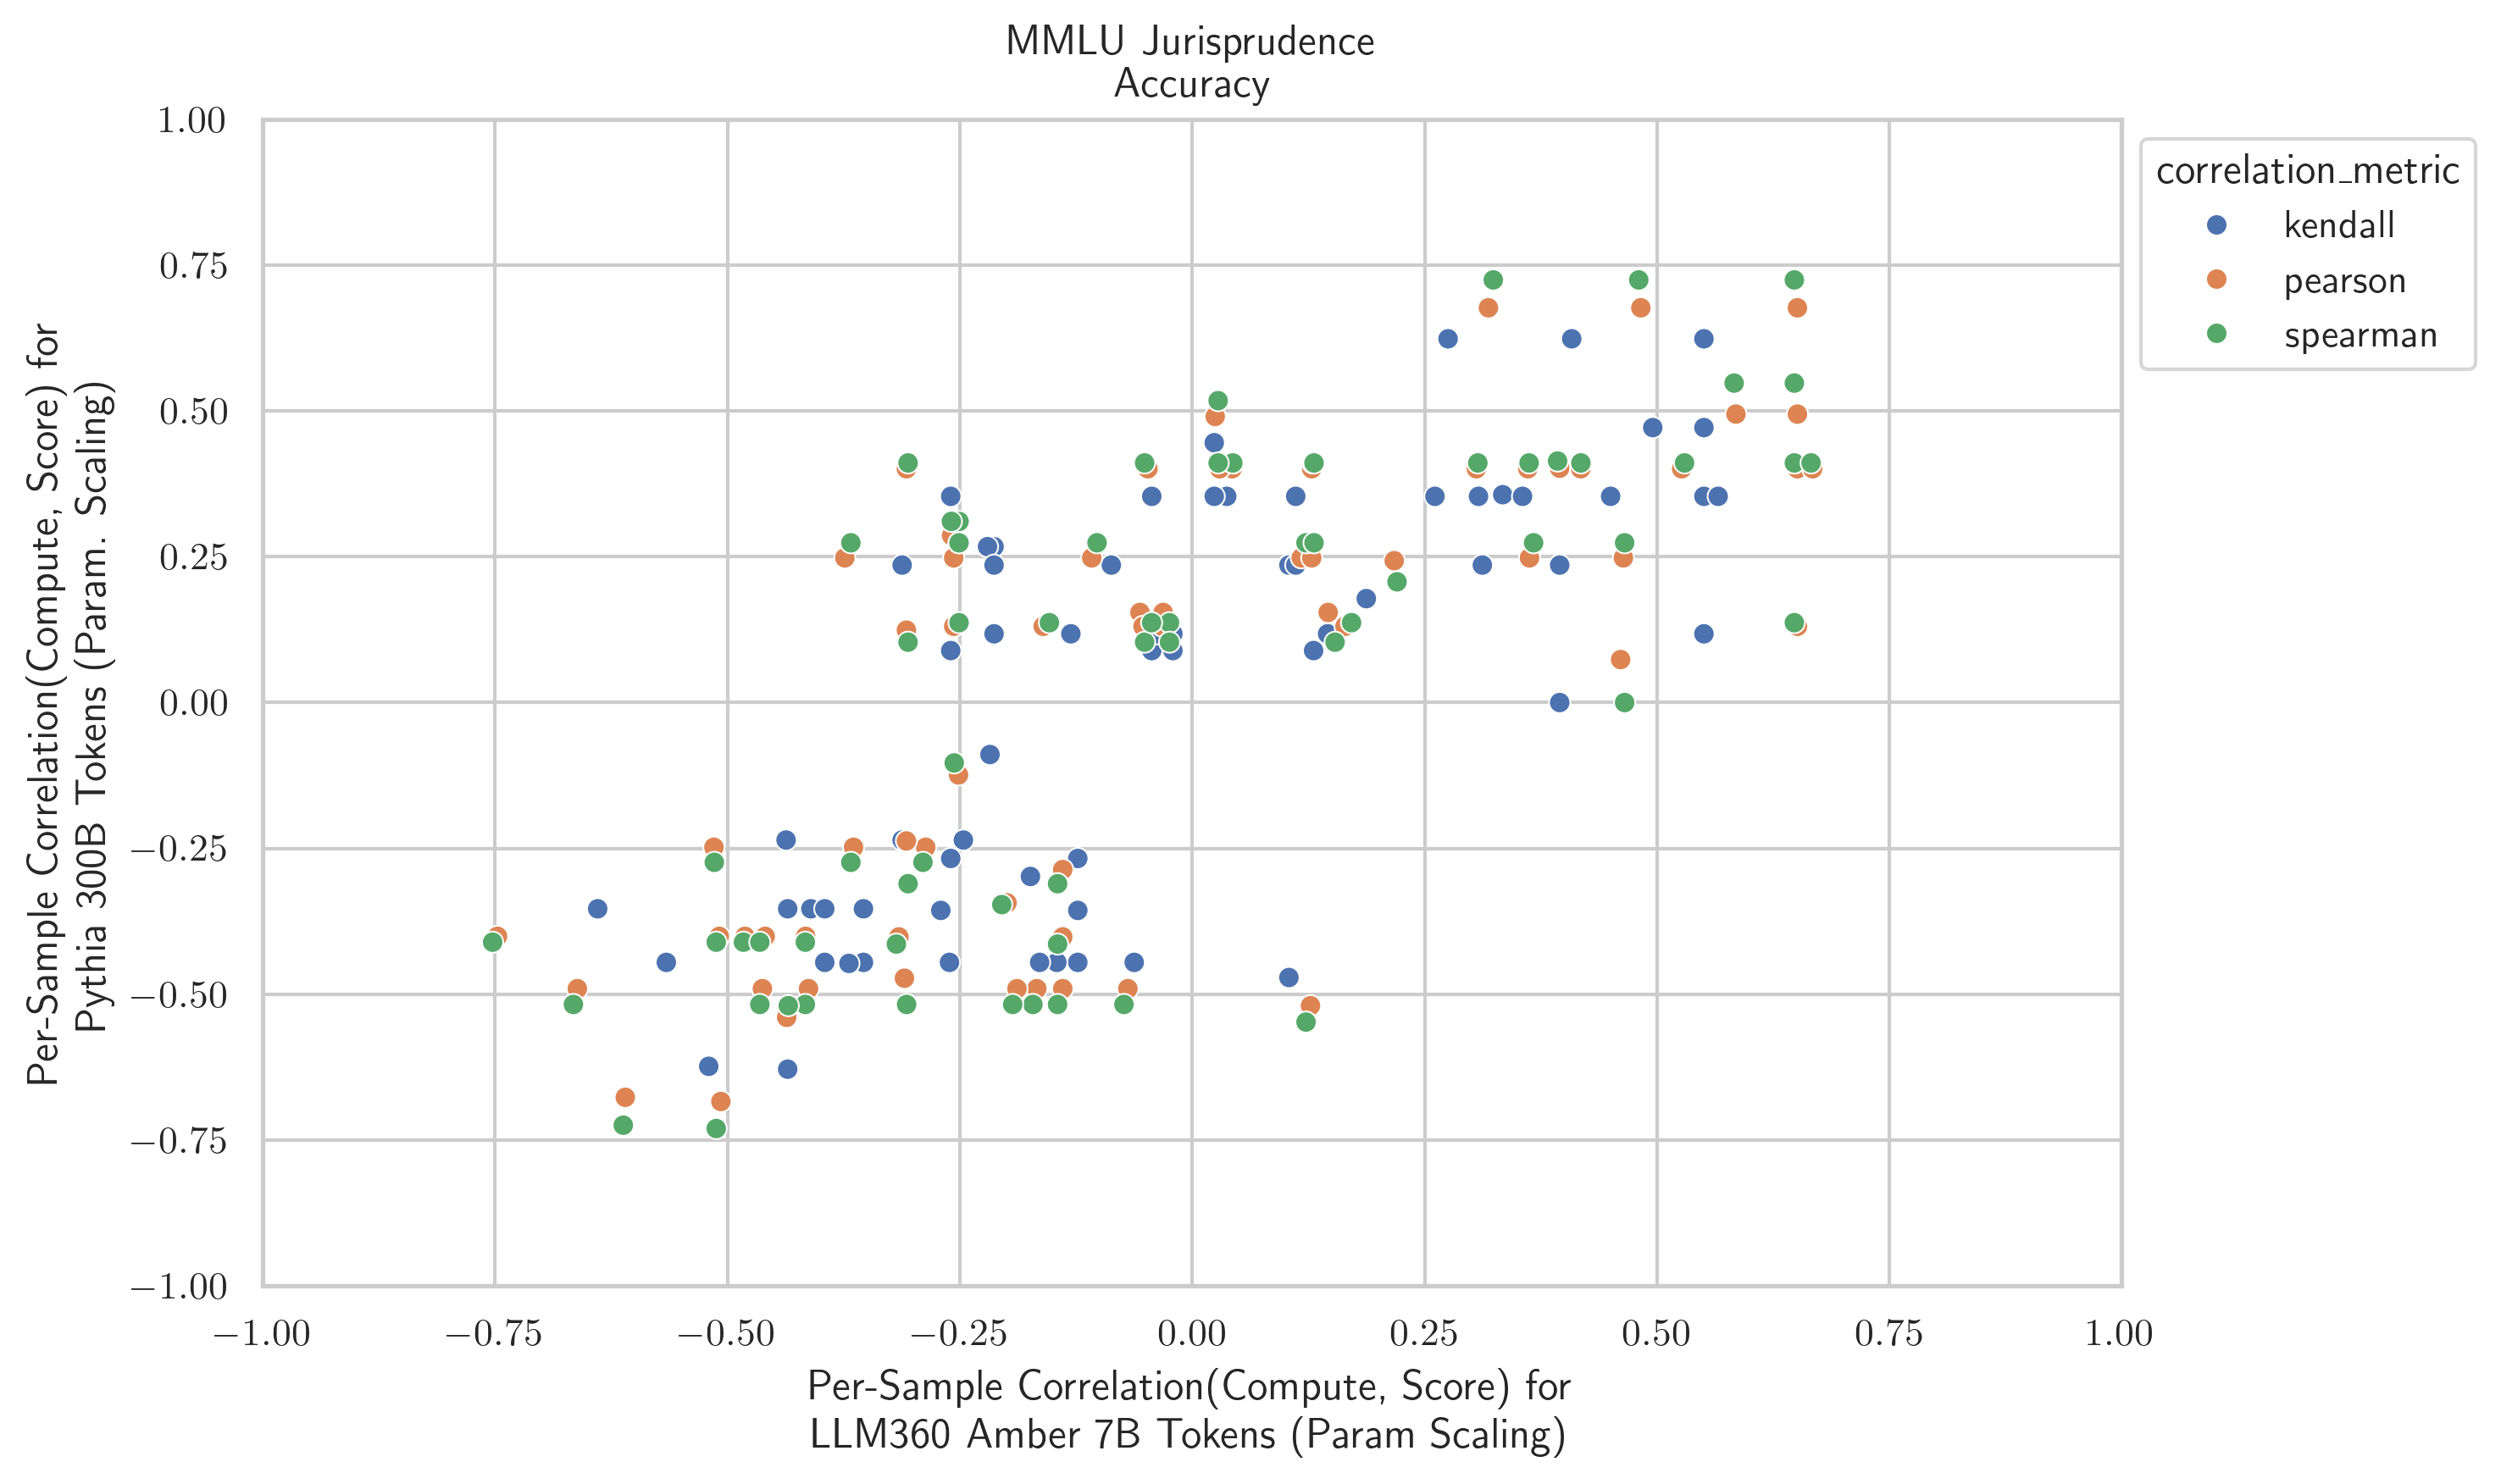 MMLU Jurisprudence
Accuracy
correlation_metric
kendall
pearson
spearman
Per-Sample Correlation(Compute, Score) for
Pythia 300B Tokens (Param. Scaling)
1.00
0.75
0.50
0.25
0.00
−0.25
−0.50
−0.75
−1.00
−1.00 −0.75 −0.50 −0.25 0.00 0.25 0.50 0.75 1.00
Per-Sample Correlation(Compute, Score) for
LLM360 Amber 7B Tokens (Param Scaling)